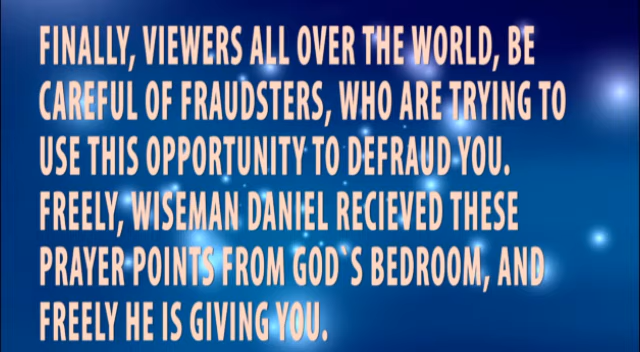 FINALLY, VIEWERS ALL OVER THE WORLD, BE
CAREFUL OF FRAUDSTERS, WHO ARE TRYING TO
USE THIS OPPORTUNITY TO DEFRAUD YOU.
FREELY, WISEMAN DANIEL RECIEVED THESE
PRAYER POINTS FROM GOD`S BEDROOM, AND
FREELY HE IS GIVING YOU.